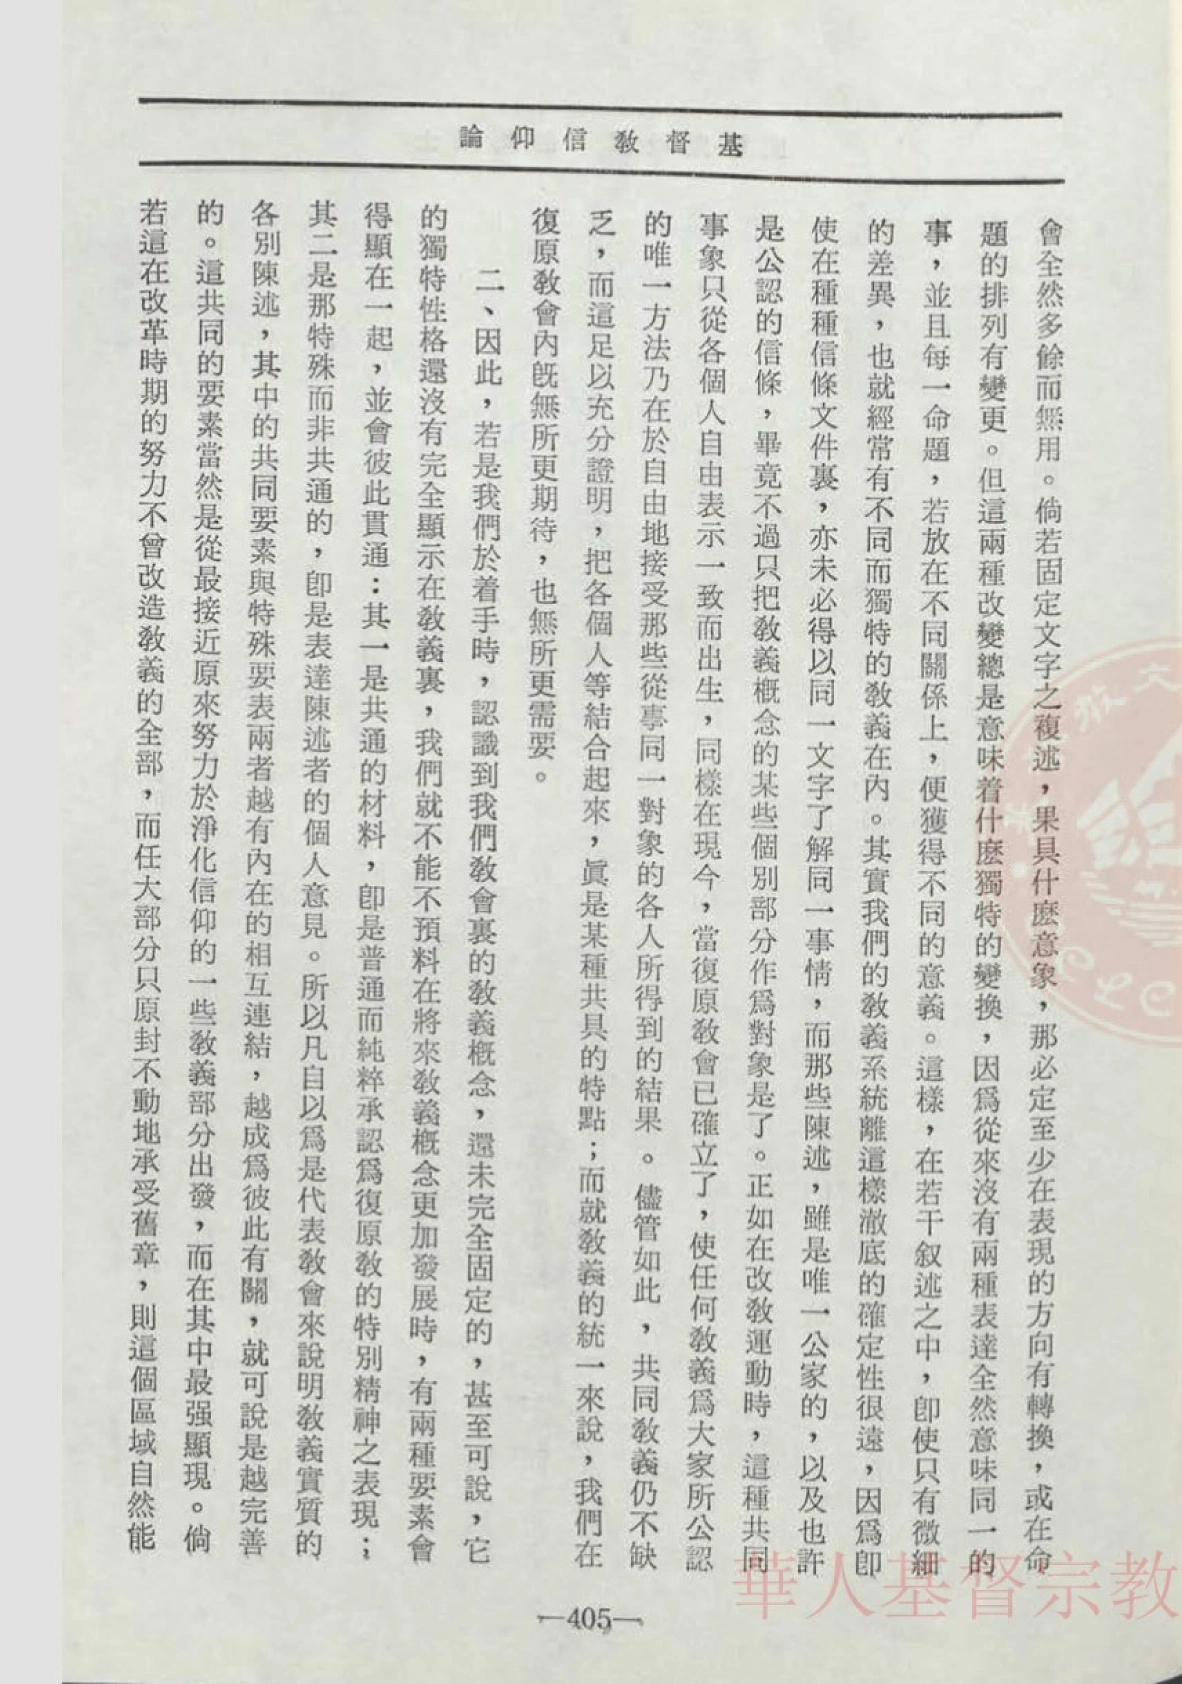 基督敎信仰論
會全然多餘而無用。倘若固定文字之複述，果具什麽意象，那必定至少在表現的方向有轉換，或在命
題的排列有變更。但這兩種改變總是意味着什麽獨特的變換，因爲從來沒有兩種表達全然意味同一的
事，並且每一命題，若放在不同關係上，便獲得不同的意義。這樣，在若干叙述之中，卽使只有微細
的差異，也就經常有不同而獨特的敎義在內。其實我們的敎義系統離這樣澈底的確定性很遠，因爲卽
使在種種信條文件裏，亦未必得以同一文字了解同一事情，而那些陳述，雖是唯一公家的，以及也許
是公認的信條，畢竟不過只把敎義槪念的某些個別部分作爲對象是了。正如在改敎運動時，這種共同
事象只從各個人自由表示一致而出生，同樣在現今，當復原敎會已確立了，使任何敎義爲大家所公認
的唯一方法乃在於自由地接受那些從事同一對象的各人所得到的結果。儘管如此，共同敎義仍不缺
乏，而這足以充分證明，把各個人等結合起來，眞是某種共具的特點；而就敎義的統一來說，我們在
復原敎會內旣無所更期待，也無所更需要。
二、因此，若是我們於着手時，認識到我們敎會裏的敎義槪念，還未完全固定的，甚至可說，它
的獨特性格還沒有完全顯示在敎義裏，我們就不能不預料在將來敎義槪念更加發展時，有兩種要素會
得顯在一起，並會彼此貫通：其一是共通的材料，卽是普通而純粹承認爲復原敎的特別精神之表現；
其二是那特殊而非共通的，卽是表達陳述者的個人意見。所以凡自以爲是代表敎會來說明敎義實質的
各別陳述，其中的共同要素與特殊要表兩者越有內在的相互連結，越成爲彼此有關，就可說是越完善
的。這共同的要素當然是從最接近原來努力於淨化信仰的一些敎義部分出發，而在其中最强顯現。倘
若這在改革時期的努力不曾改造敎義的全部，而任大部分只原封不動地承受舊章，則這個區域自然能
—405—
華人基督宗教